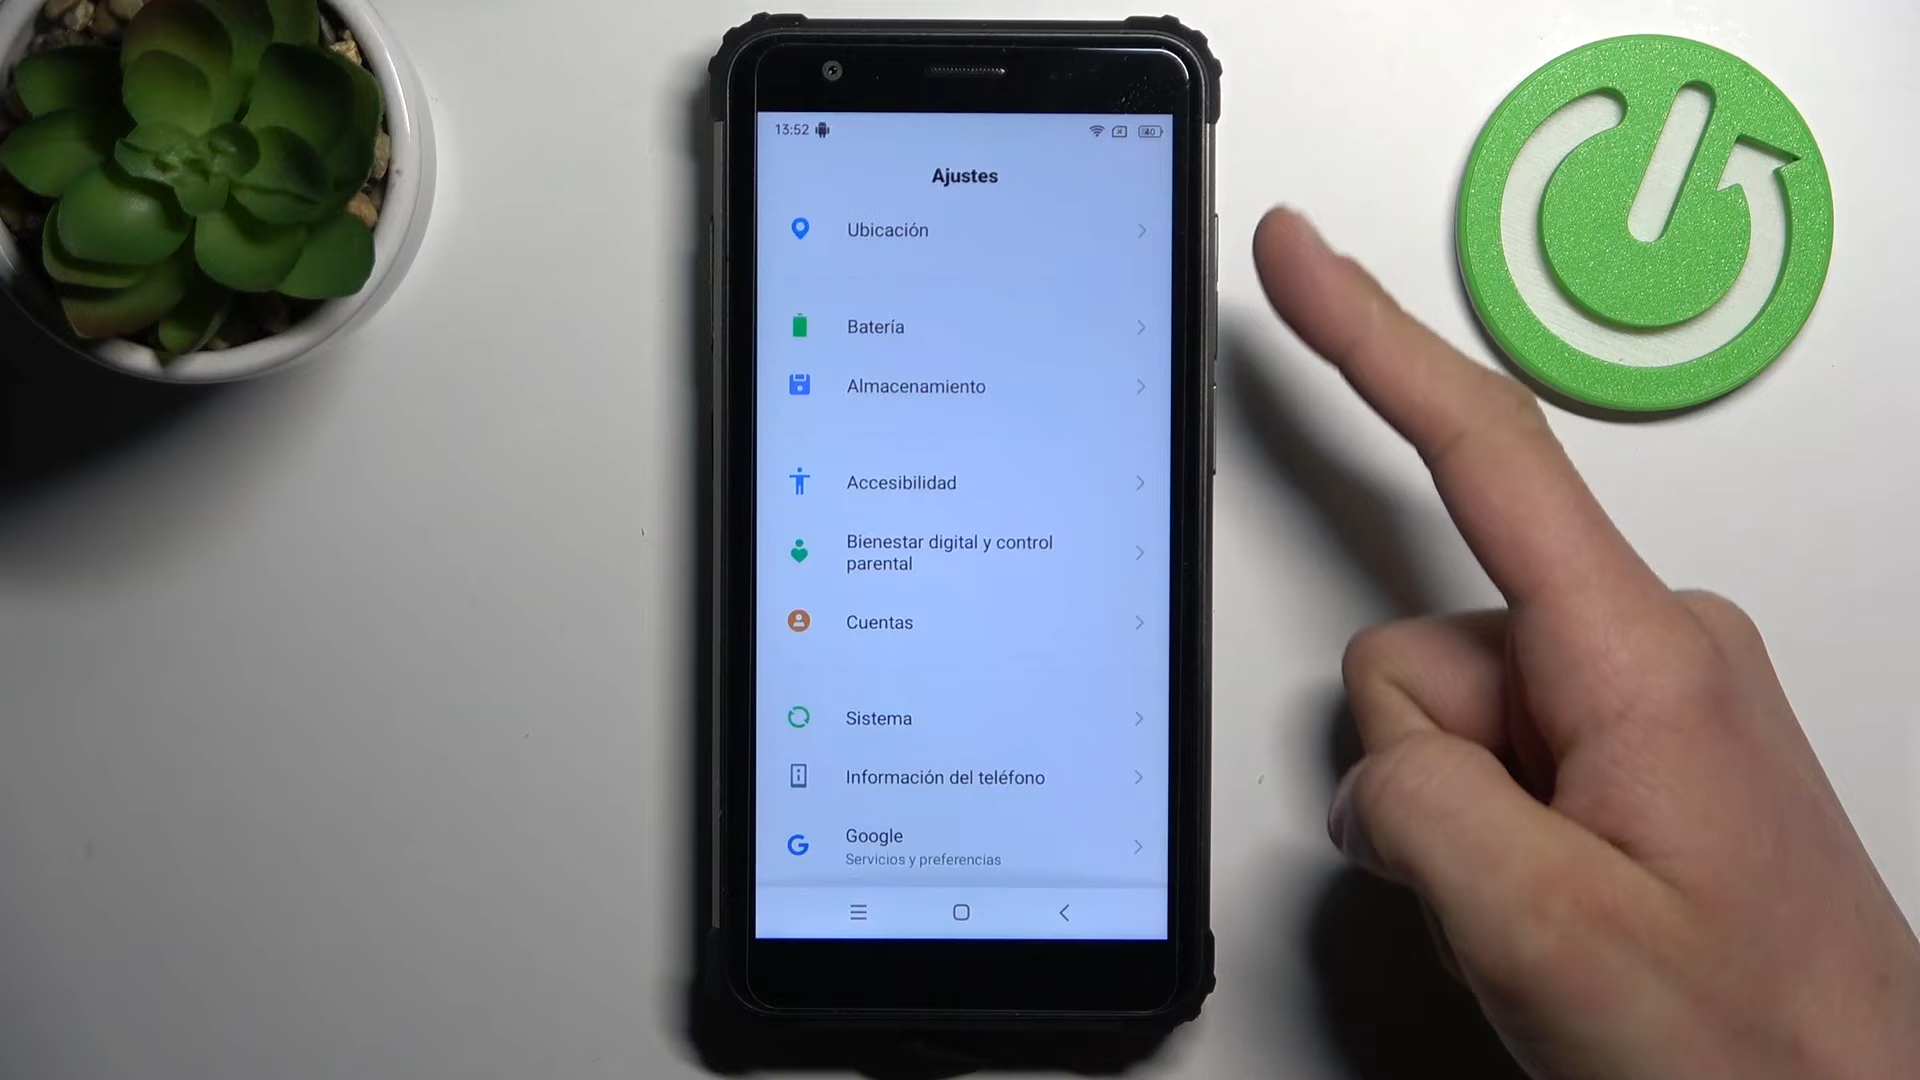 13:52
40
Ajustes
Ubicación
Batería
Almacenamiento
Accesibilidad
Bienestar digital y control
parental
Cuentas
Sistema
Información del teléfono
Google
Servicios y preferencias